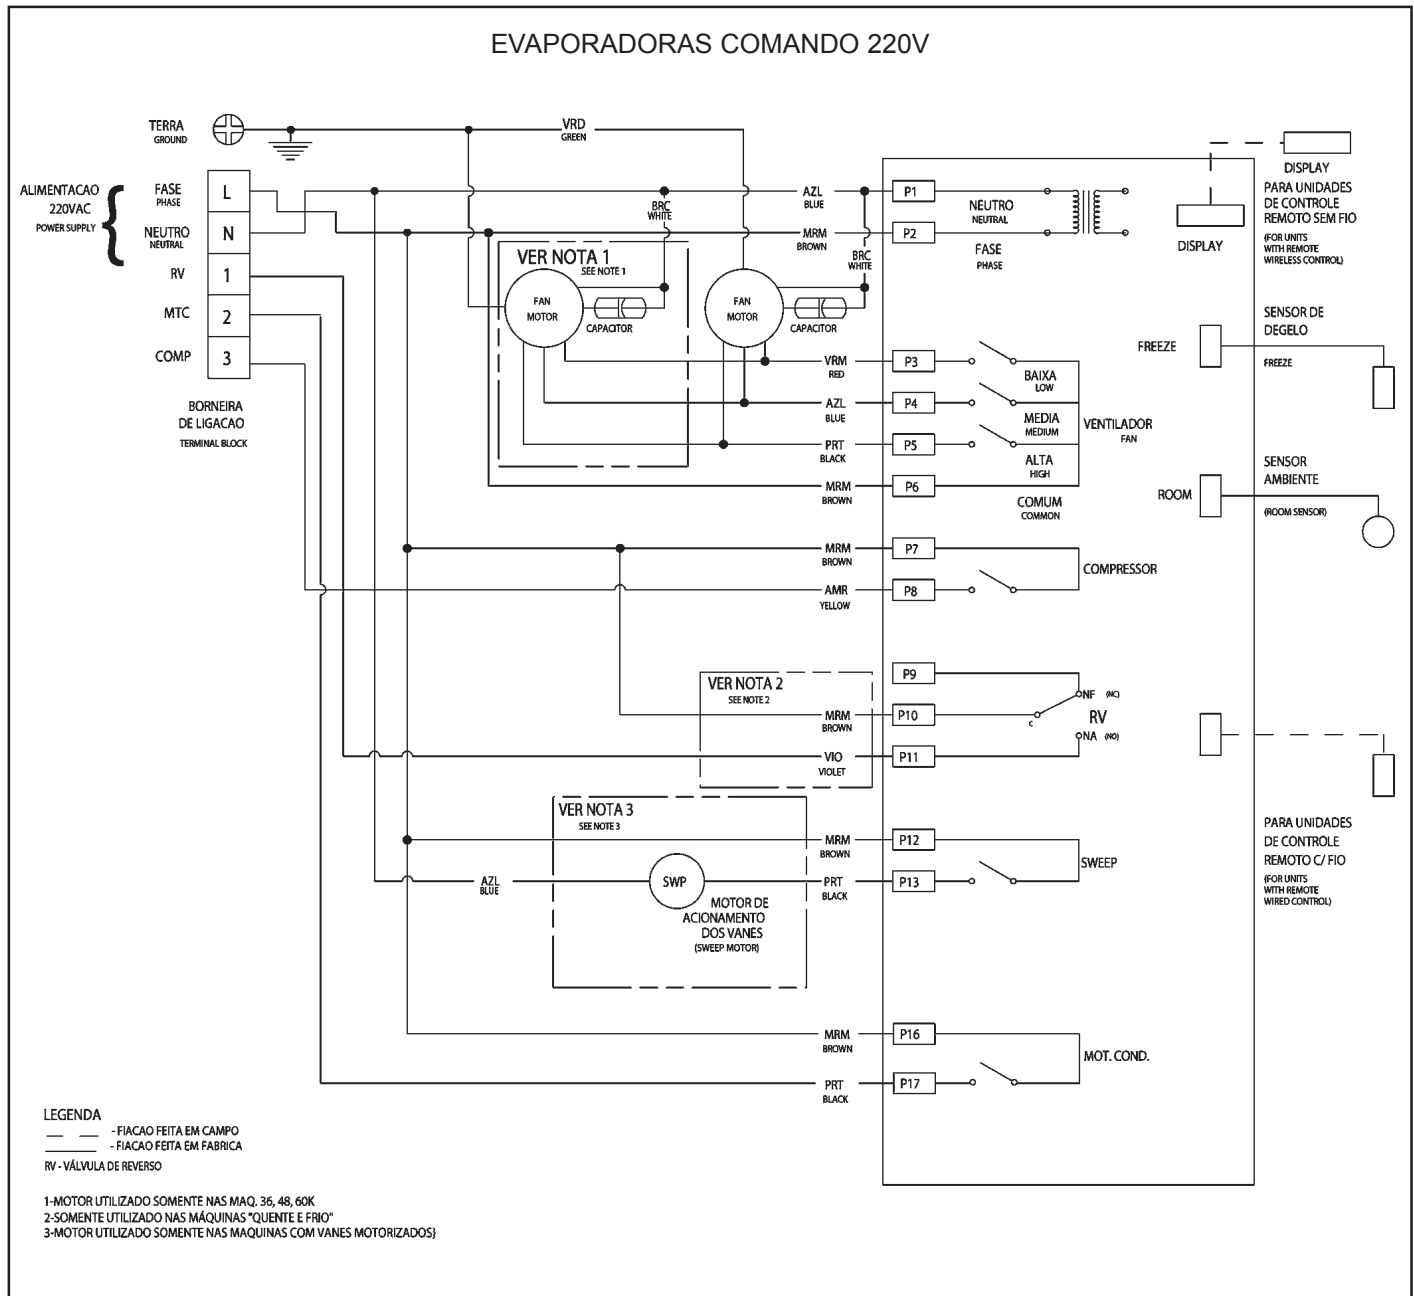 EVAPORADORAS COMANDO 220V
TERRA
GROUND
VRD
GREEN
ALIMENTACAO
220VAC
POWER SUPPLY
FASE
PHASE
L
NEUTRO
NEUTRAL
N
RV
1
MTC
2
COMP
3
BORNEIRA
DE LIGACAO
TERMINAL BLOCK
BRC
WHITE
AZL
BLUE
MRM
BROWN
BRC
WHITE
VER NOTA 1
SEE NOTE 1
FAN
MOTOR
CAPACITOR
FAN
MOTOR
CAPACITOR
VRM
RED
AZL
BLUE
PRT
BLACK
MRM
BROWN
MRM
BROWN
AMR
YELLOW
VER NOTA 2
SEE NOTE 2
MRM
BROWN
VIO
VIOLET
VER NOTA 3
SEE NOTE 3
AZL
BLUE
SWP
MOTOR DE
ACIONAMENTO
DOS VANES
(SWEEP MOTOR)
MRM
BROWN
PRT
BLACK
MRM
BROWN
PRT
BLACK
P1
NEUTRO
NEUTRAL
P2
FASE
PHASE
P3
BAIXA
LOW
P4
MEDIA
MEDIUM
P5
ALTA
HIGH
VENTILADOR
FAN
P6
COMUM
COMMON
P7
COMPRESSOR
P8
P9
NF (NC)
P10
C
RV
NA (NO)
P11
P12
SWEEP
P13
P16
MOT. COND.
P17
DISPLAY
DISPLAY
PARA UNIDADES
DE CONTROLE
REMOTO SEM FIO
(FOR UNITS
WITH REMOTE
WIRELESS CONTROL)
FREEZE
SENSOR DE
DEGELO
FREEZE
ROOM
SENSOR
AMBIENTE
(ROOM SENSOR)
PARA UNIDADES
DE CONTROLE
REMOTO C/ FIO
(FOR UNITS
WITH REMOTE
WIRED CONTROL)
LEGENDA
- FIACAO FEITA EM CAMPO
- FIACAO FEITA EM FABRICA
RV - VÁLVULA DE REVERSO
1-MOTOR UTILIZADO SOMENTE NAS MAQ. 36, 48, 60K
2-SOMENTE UTILIZADO NAS MÁQUINAS "QUENTE E FRIO"
3-MOTOR UTILIZADO SOMENTE NAS MAQUINAS COM VANES MOTORIZADOS}